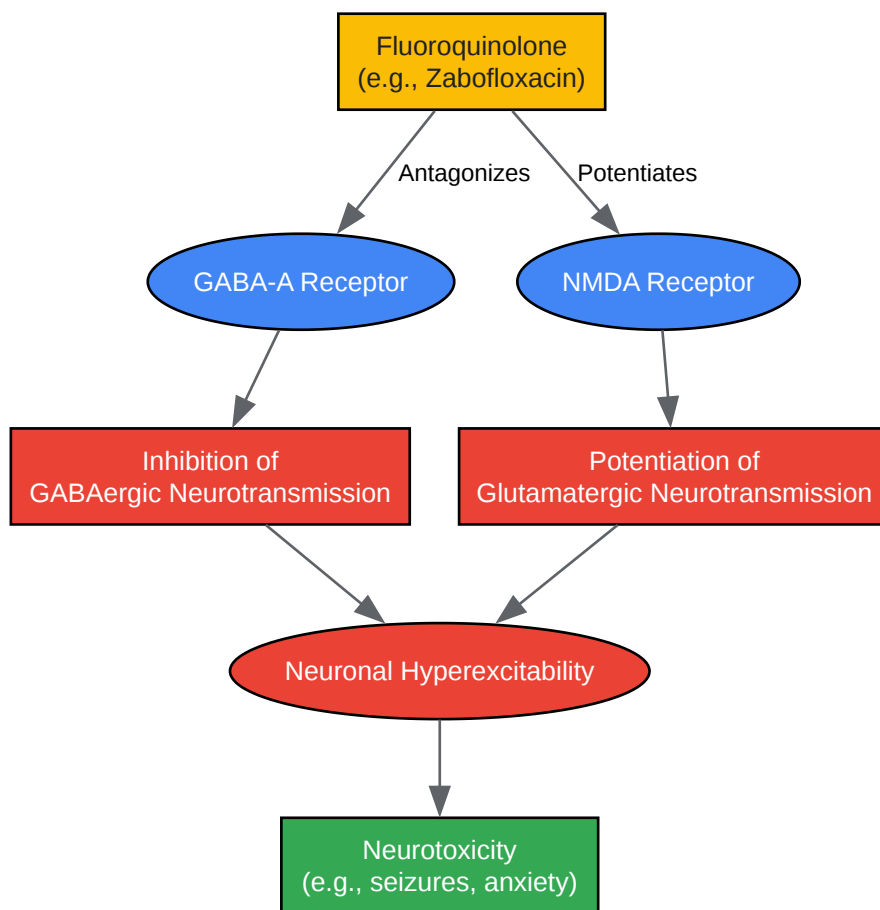 Fluoroquinolone
(e.g., Zabofloxacin)
Antagonizes
Potentiates
GABA-A Receptor
NMDA Receptor
Inhibition of
GABAergic Neurotransmission
Potentiation of
Glutamatergic Neurotransmission
Neuronal Hyperexcitability
Neurotoxicity
(e.g., seizures, anxiety)